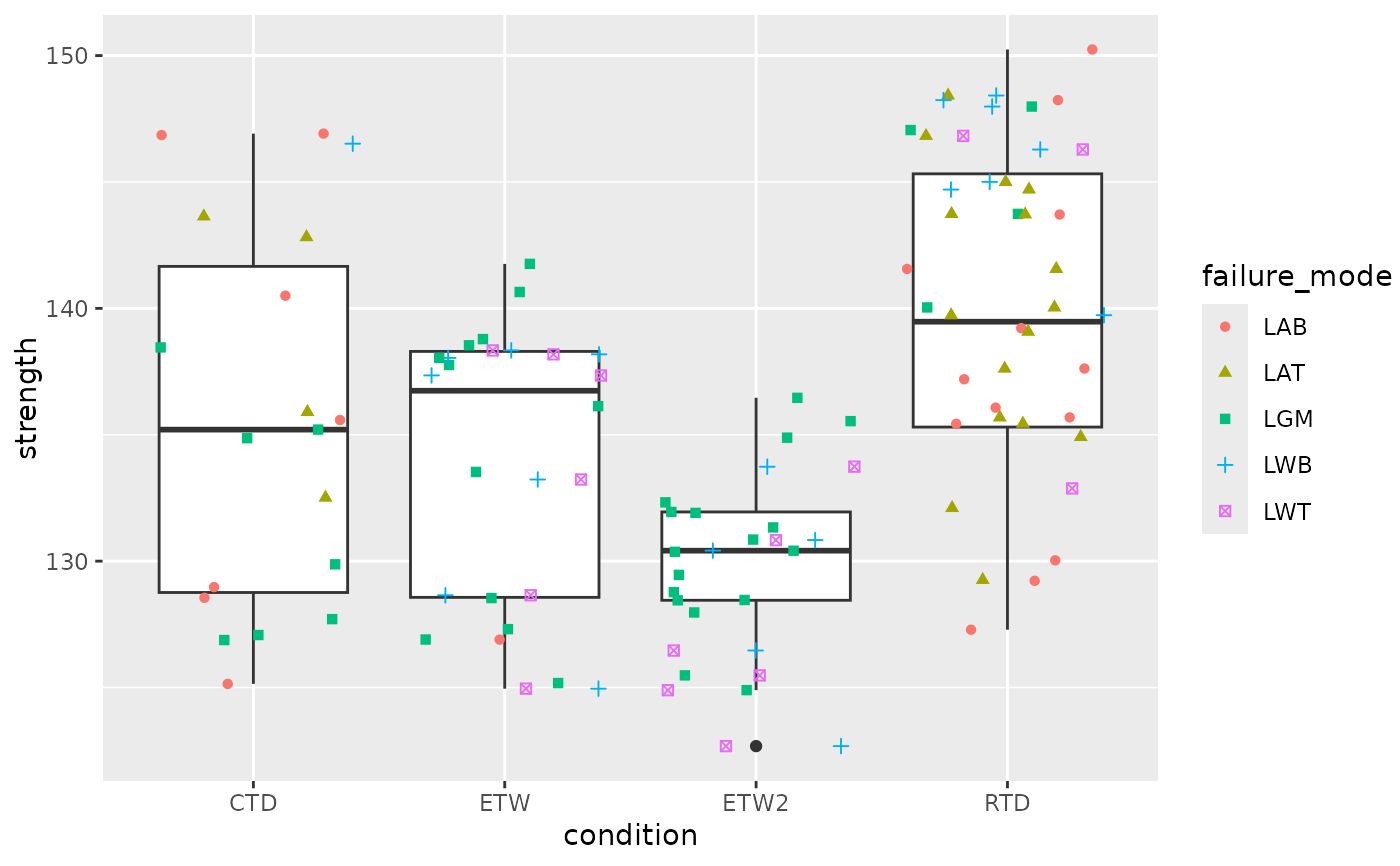 150
140
130
strength
CTD
ETW
ETW2
RTD
condition
failure_mode
LAB
LAT
LGM
LWB
LWT